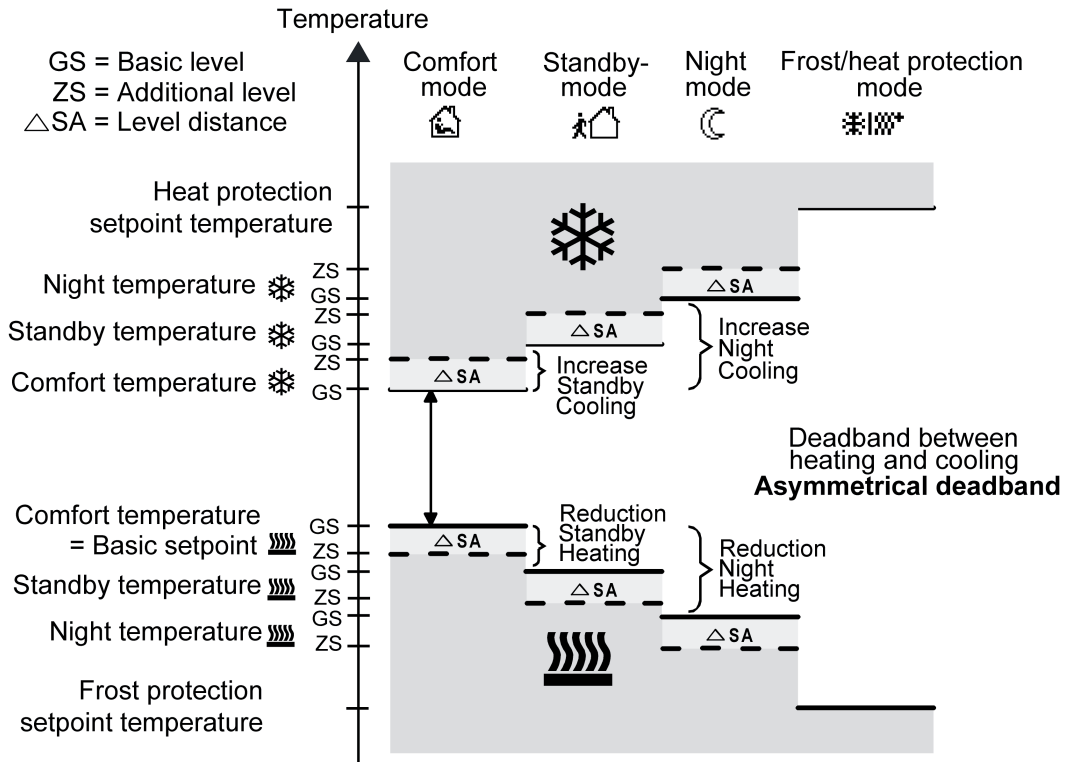 Temperature
GS = Basic level
ZS = Additional level
△SA = Level distance
Comfort
mode
Standby-
mode
Night
mode
Frost/heat protection
mode
Heat protection
setpoint temperature
ZS
Night temperature
GS
ZS
Standby temperature
GS
ZS
Comfort temperature
GS
△SA
△SA
△SA
Increase
Standby
Cooling
Increase
Night
Cooling
Deadband between
heating and cooling
Asymmetrical deadband
Comfort temperature
= Basic setpoint
GS
ZS
Standby temperature
GS
ZS
Night temperature
GS
ZS
△SA
△SA
△SA
Reduction
Standby
Heating
Reduction
Night
Heating
Frost protection
setpoint temperature